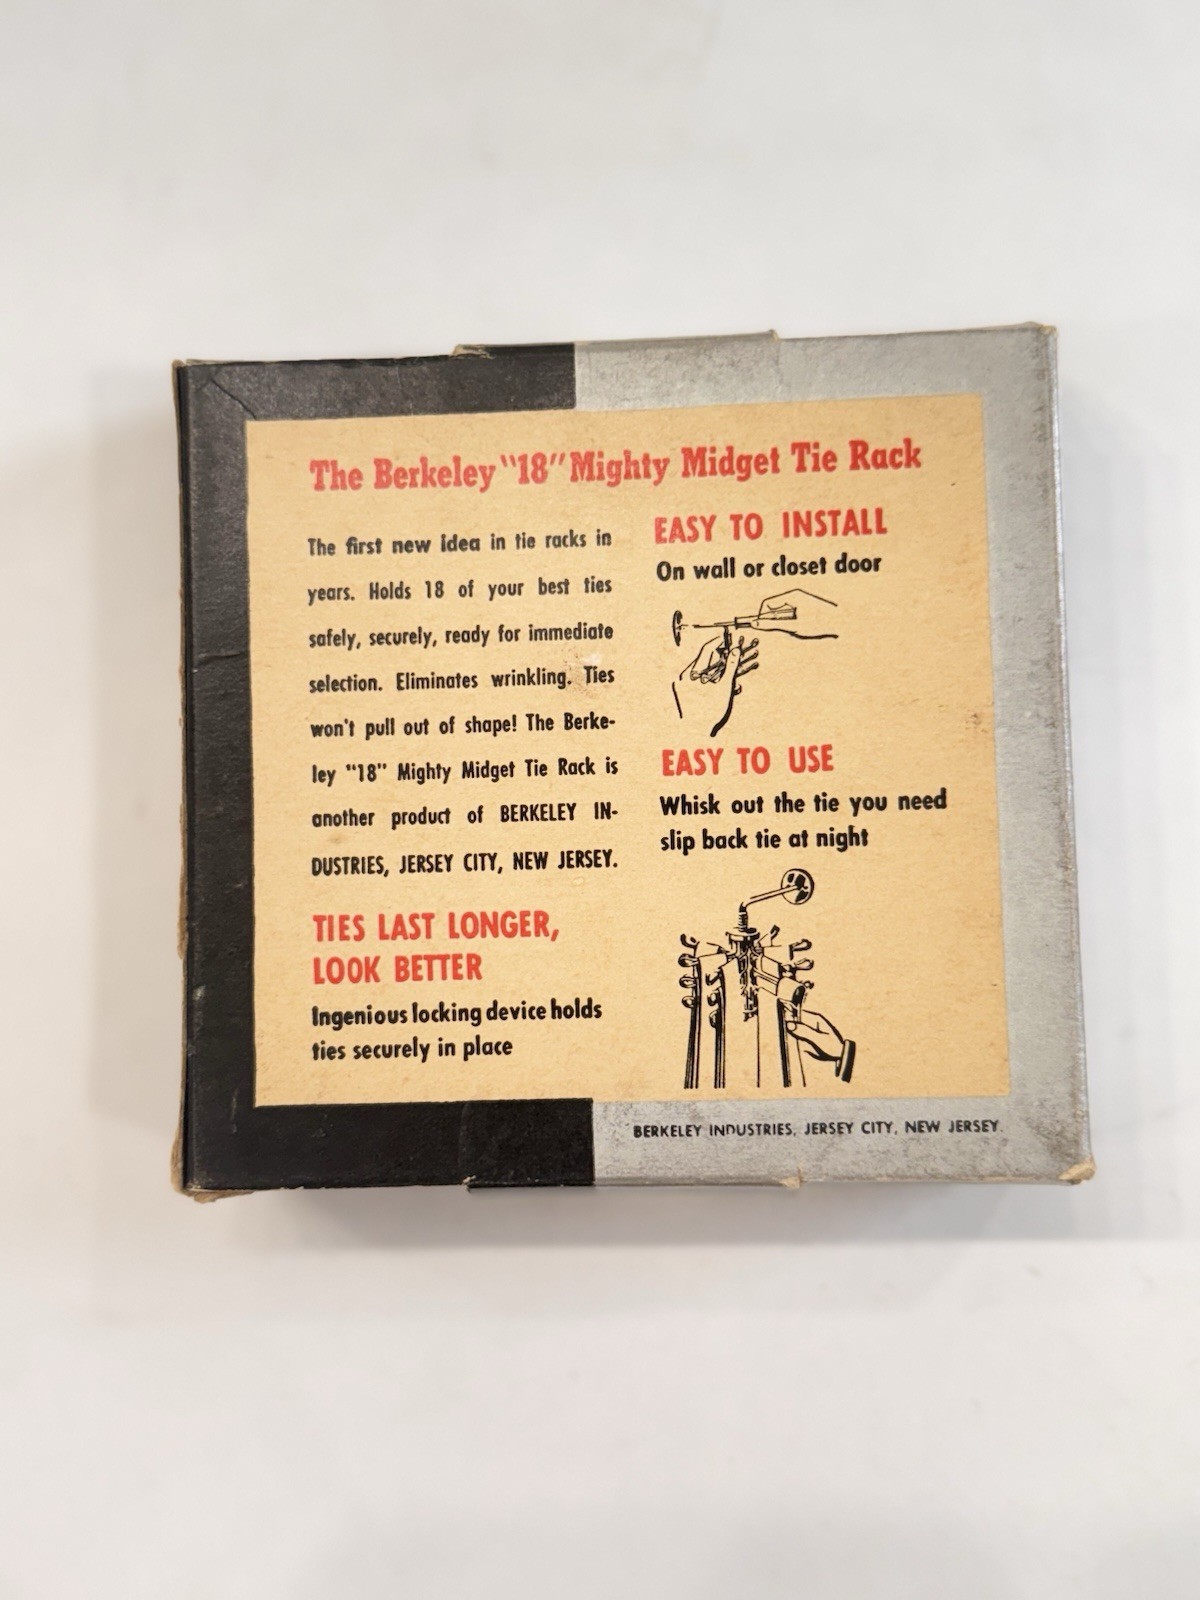 The Berkeley "18" Mighty Midget Tie Rack
The first new idea in tie racks in
years. Holds 18 of your best ties
safely, securely, ready for immediate
selection. Eliminates wrinkling. Ties
won't pull out of shape! The Berke-
ley "18" Mighty Midget Tie Rack is
another product of BERKELEY IN-
DUSTRIES, JERSEY CITY, NEW JERSEY.
TIES LAST LONGER,
LOOK BETTER
Ingenious locking device holds
ties securely in place
EASY TO INSTALL
On wall or closet door
EASY TO USE
Whisk out the tie you need
slip back tie at night
BERKELEY INDUSTRIES, JERSEY CITY, NEW JERSEY